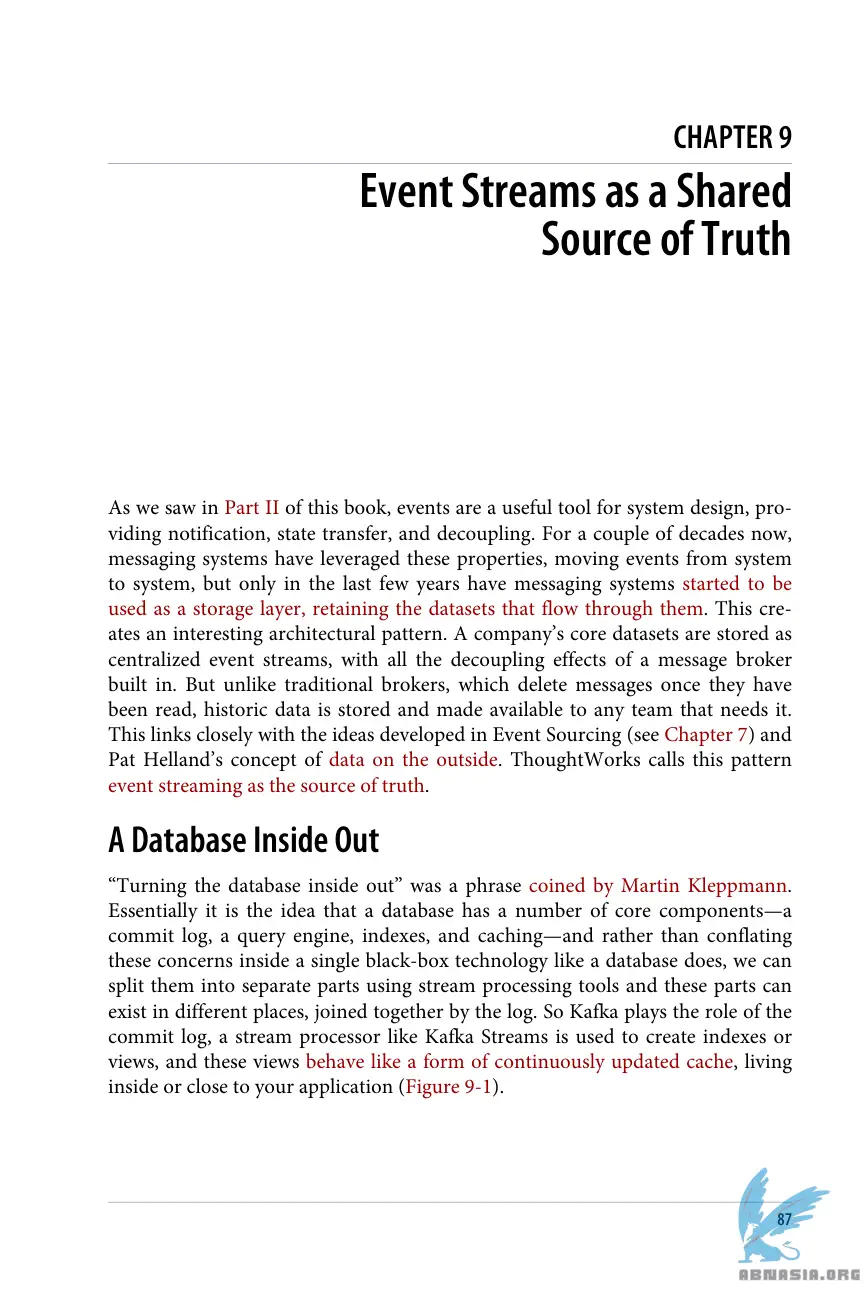 CHAPTER 9
Event Streams as a Shared
Source of Truth
As we saw in Part II of this book, events are a useful tool for system design, pro-
viding notification, state transfer, and decoupling. For a couple of decades now,
messaging systems have leveraged these properties, moving events from system
to system, but only in the last few years have messaging systems started to be
used as a storage layer, retaining the datasets that flow through them. This cre-
ates an interesting architectural pattern. A company’s core datasets are stored as
centralized event streams, with all the decoupling effects of a message broker
built in. But unlike traditional brokers, which delete messages once they have
been read, historic data is stored and made available to any team that needs it.
This links closely with the ideas developed in Event Sourcing (see Chapter 7) and
Pat Helland’s concept of data on the outside. ThoughtWorks calls this pattern
event streaming as the source of truth.
A Database Inside Out
“Turning the database inside out” was a phrase coined by Martin Kleppmann.
Essentially it is the idea that a database has a number of core components—a
commit log, a query engine, indexes, and caching—and rather than conflating
these concerns inside a single black-box technology like a database does, we can
split them into separate parts using stream processing tools and these parts can
exist in different places, joined together by the log. So Kafka plays the role of the
commit log, a stream processor like Kafka Streams is used to create indexes or
views, and these views behave like a form of continuously updated cache, living
inside or close to your application (Figure 9-1).
87
ABNASIA.ORG